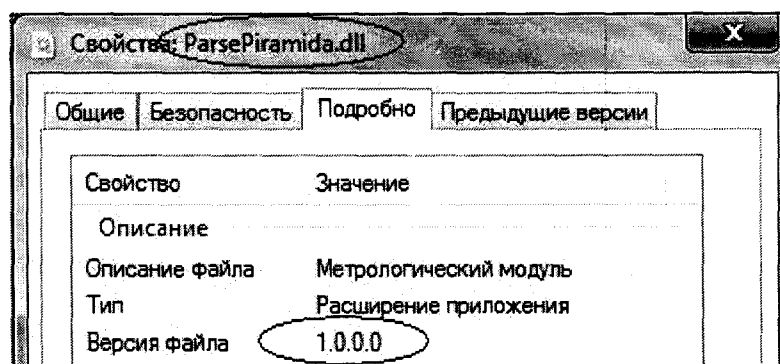 Свойства: ParsePiramida.dll
X
Общие Безопасность Подробно Предыдущие версии
Свойство Значение
Описание
Описание файла Метрологический модуль
Тип Расширение приложения
Версия файла 1.0.0.0